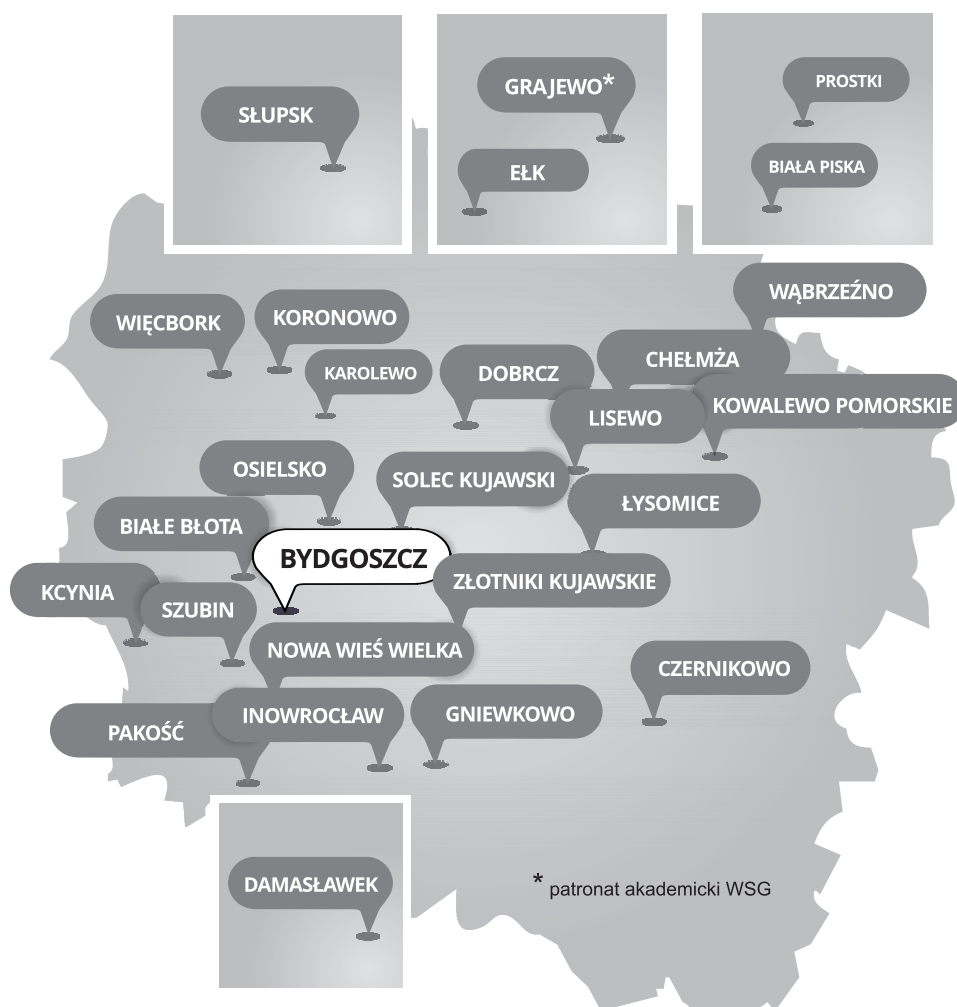 SŁUPSK
GRAJEWO*
EŁK
PROSTKI
BIAŁA PISKA
WĄBRZEŹNO
WIĘCBORK
KORONOWO
KAROLEWO
DOBRCZ
CHEŁMŻA
KOWALEWO POMORSKIE
LISEWO
OSIELSKO
SOLEC KUJAWSKI
ŁYSOMICE
BIAŁE BŁOTA
BYDGOSZCZ
ZŁOTNIKI KUJAWSKIE
KCYNIA
SZUBIN
NOWA WIEŚ WIELKA
CZERNIKOWO
PAKOŚĆ
INOWROCŁAW
GNIEWKOWO
DAMASŁAWEK
* patronat akademicki WSG